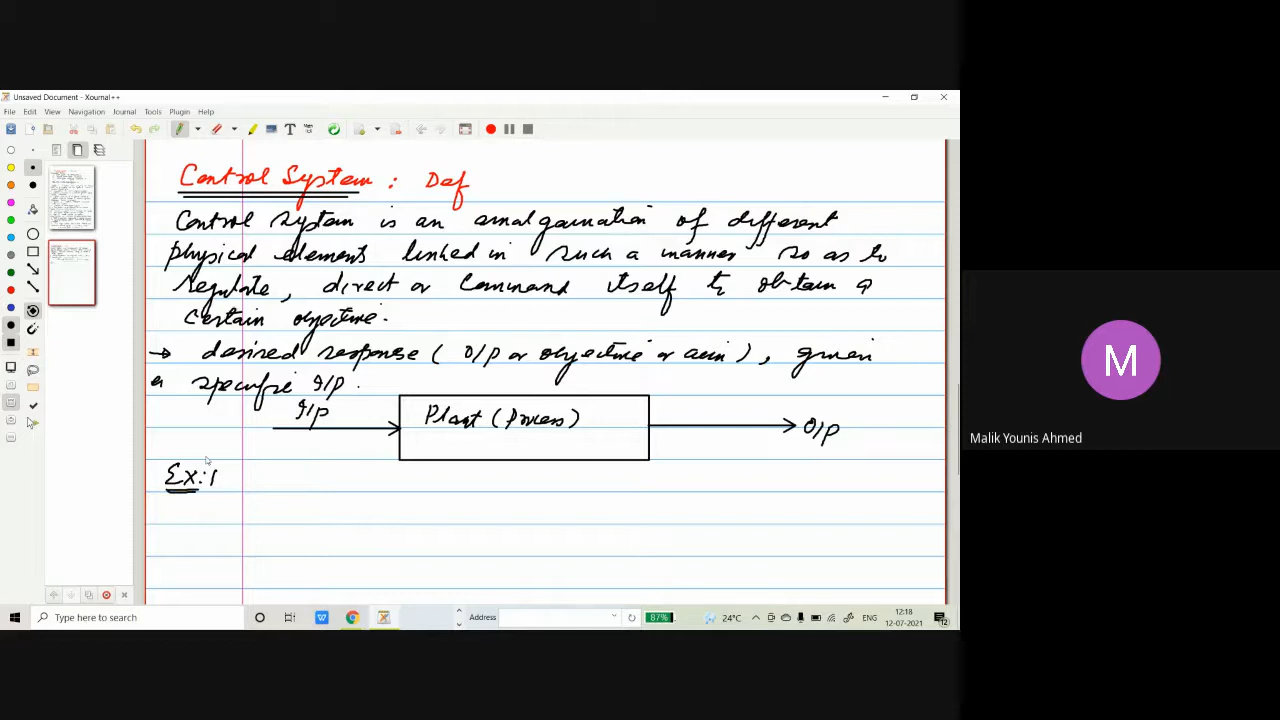 Unsaved Document - Xournal++
File Edit View Navigation Journal Tools Plugin Help
Control System : Def
Control System is an amalgamation of different
physical elements linked in such a manner so as to
regulate, direct or Command itself to obtain a
Certain objective.
→ desired response ( O/P or objective or aim ), given
a specific I/P.
I/P
Plant (Process)
O/P
Ex:1
M
Malik Younis Ahmed
Type here to search
Address
87%
24°C
ENG
12:18
12-07-2021